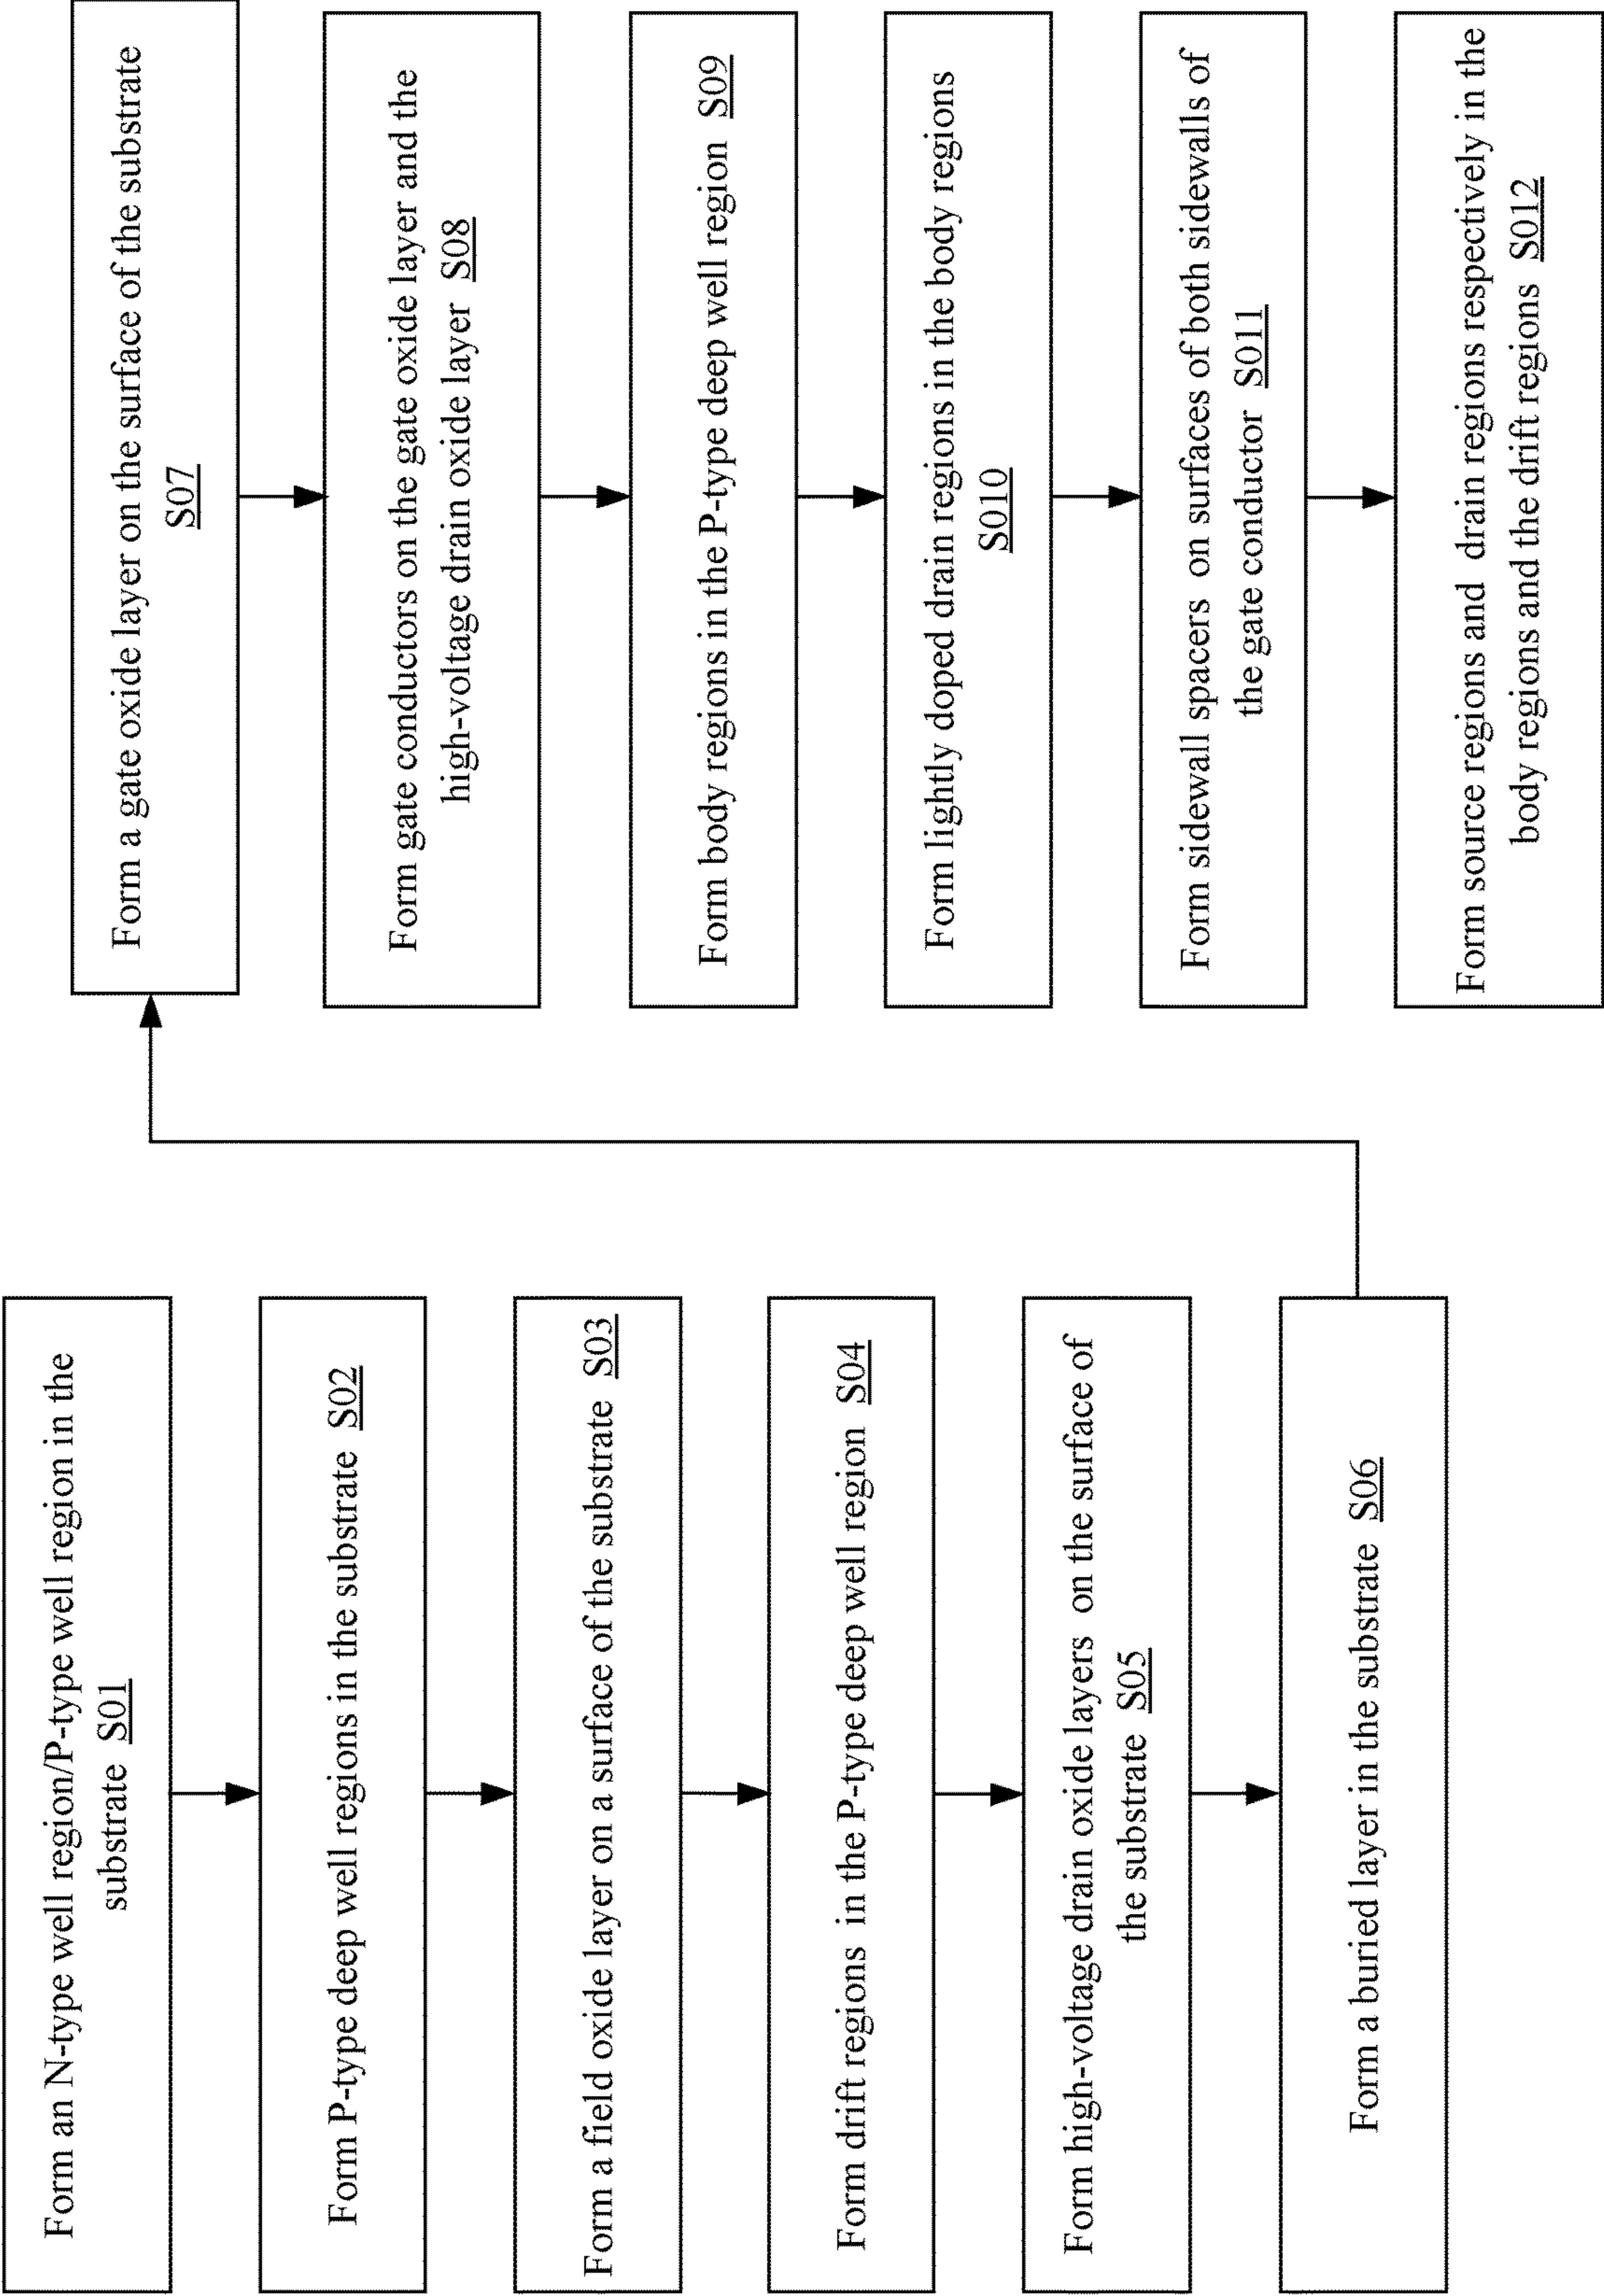 Form an N-type well region/P-type well region in the
substrate S01
Form P-type deep well regions in the substrate S02
Form a field oxide layer on a surface of the substrate S03
Form drift regions in the P-type deep well region S04
Form high-voltage drain oxide layers on the surface of
the substrate S05
Form a buried layer in the substrate S06
Form a gate oxide layer on the surface of the substrate
S07
Form gate conductors on the gate oxide layer and the
high-voltage drain oxide layer S08
Form body regions in the P-type deep well region S09
Form lightly doped drain regions in the body regions
S010
Form sidewall spacers on surfaces of both sidewalls of
the gate conductor S011
Form source regions and drain regions respectively in the
body regions and the drift regions S012